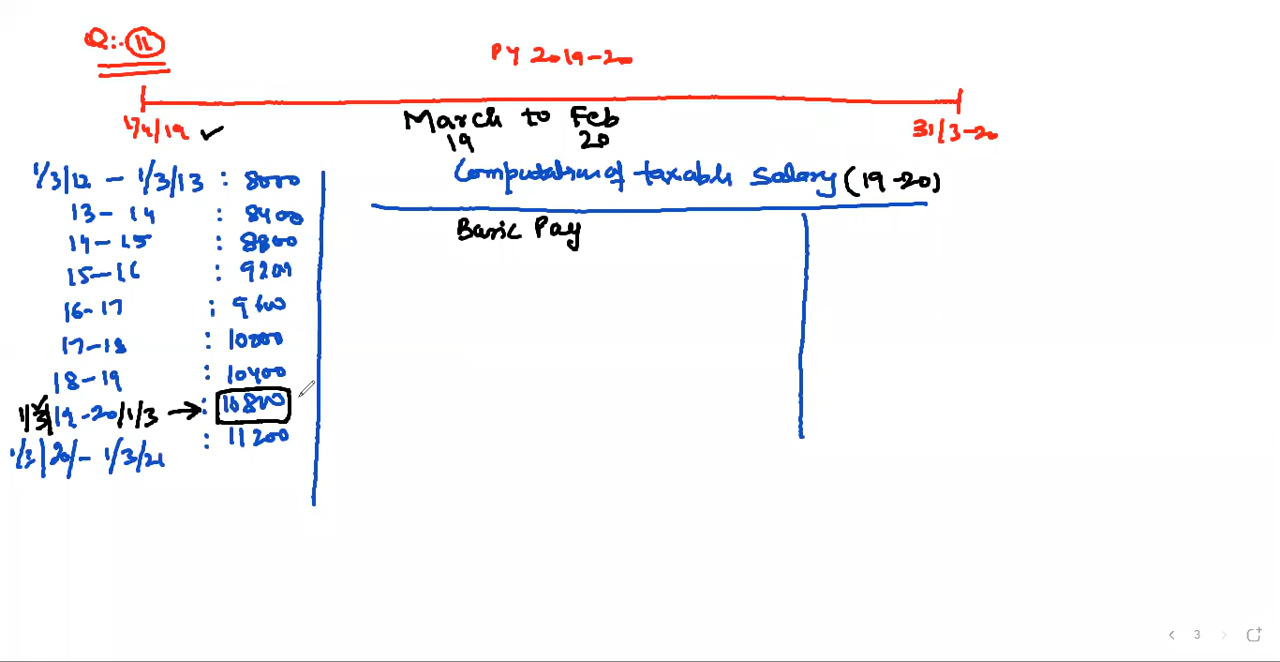 Q:- 11
PY 2019-20
1/4/19 ✓
March to Feb
19 20
31/3-20
Computation of taxable Salary (19-20)
Basic Pay
1/3/12 - 1/3/13 : 8000
13-14 : 8400
14-15 : 8800
15-16 : 9200
16-17 : 9600
17-18 : 10000
18-19 : 10400
1/3/19-20/1/3 → : 10800
1/3/20/- 1/3/21 : 11200
< 3 >